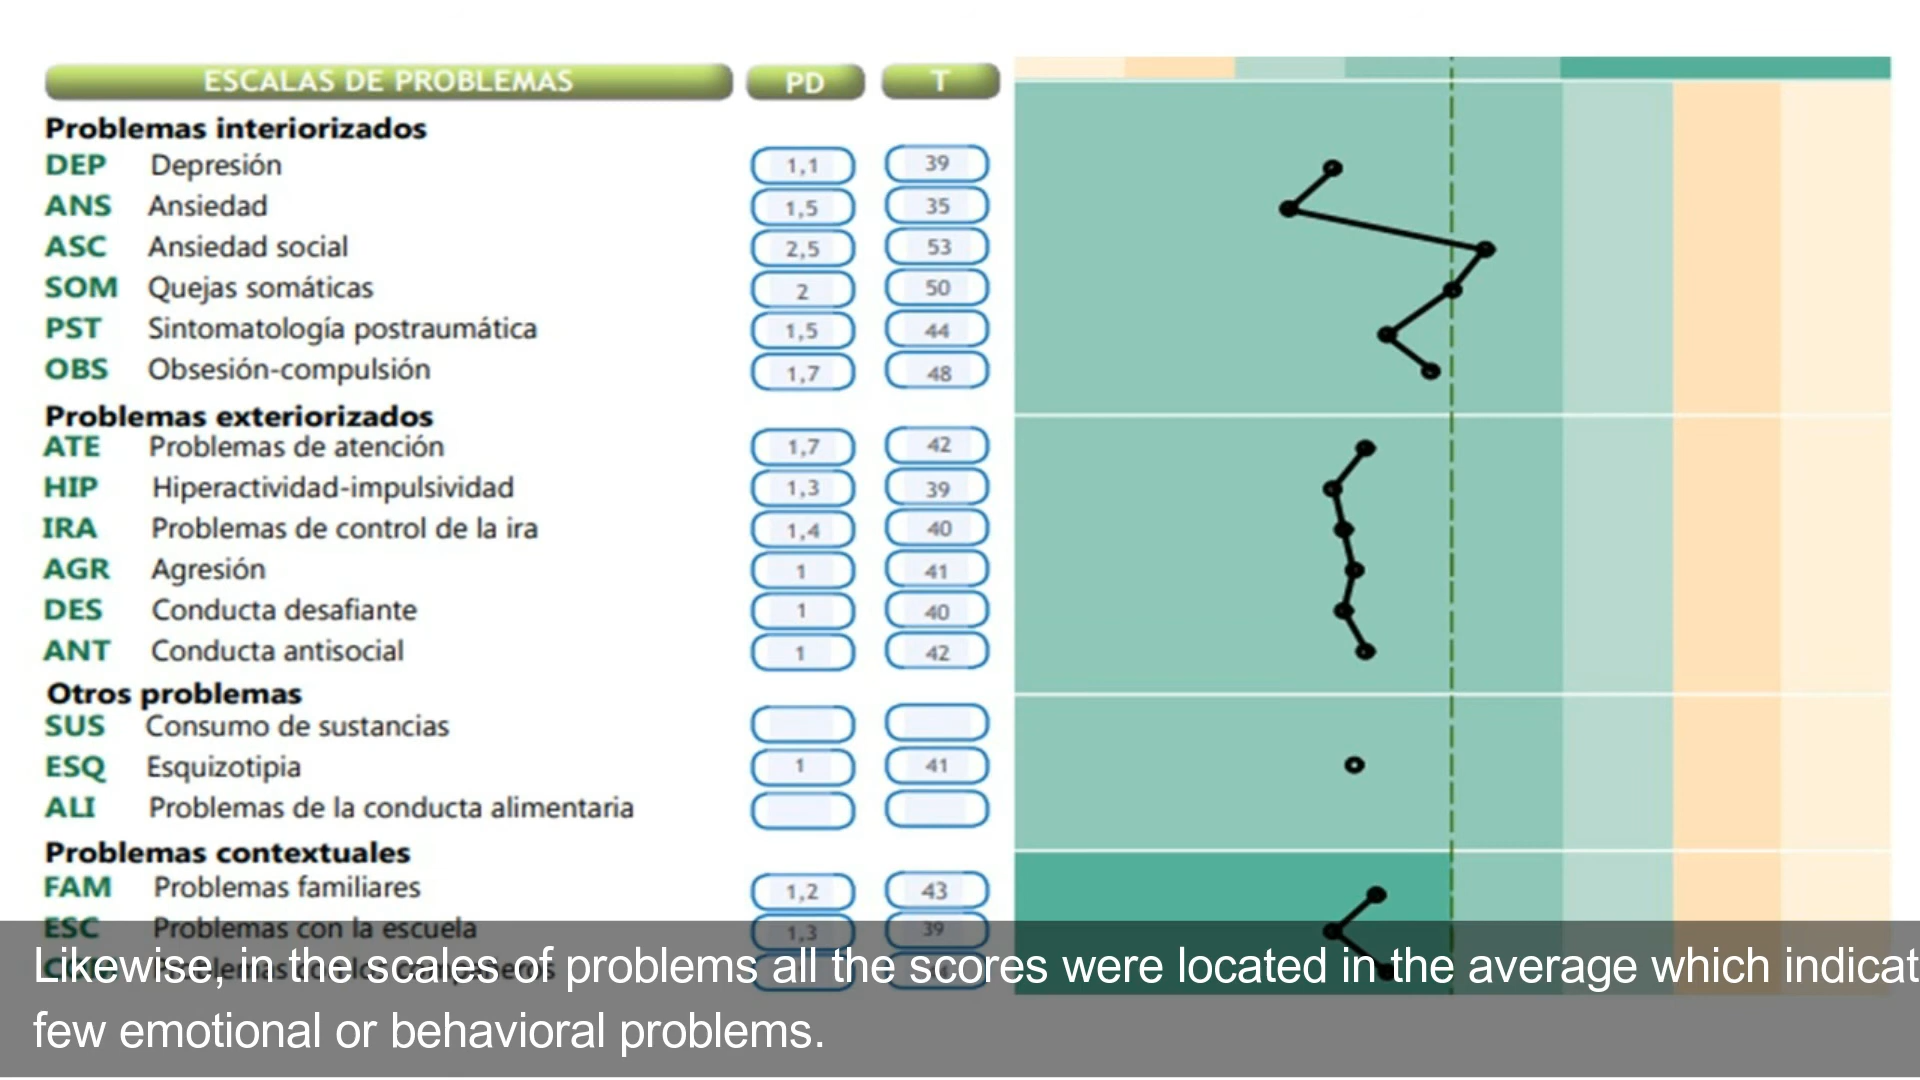 ESCALAS DE PROBLEMAS PD T
Problemas interiorizados
DEP Depresión 1,1 39
ANS Ansiedad 1,5 35
ASC Ansiedad social 2,5 53
SOM Quejas somáticas 2 50
PST Sintomatología postraumática 1,5 44
OBS Obsesión-compulsión 1,7 48
Problemas exteriorizados
ATE Problemas de atención 1,7 42
HIP Hiperactividad-impulsividad 1,3 39
IRA Problemas de control de la ira 1,4 40
AGR Agresión 1 41
DES Conducta desafiante 1 40
ANT Conducta antisocial 1 42
Otros problemas
SUS Consumo de sustancias
ESQ Esquizotipia 1 41
ALI Problemas de la conducta alimentaria
Problemas contextuales
FAM Problemas familiares 1,2 43
ESC Problemas con la escuela 1,3 39
Likewise, in the scales of problems all the scores were located in the average which indicat
few emotional or behavioral problems.